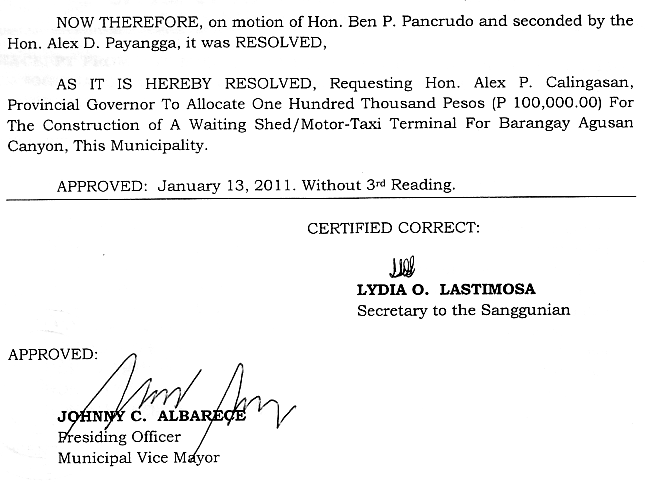 NOW THEREFORE, on motion of Hon. Ben P. Pancrudo and seconded by the
Hon. Alex D. Payangga, it was RESOLVED,
AS IT IS HEREBY RESOLVED, Requesting Hon. Alex P. Calingasan,
Provincial Governor To Allocate One Hundred Thousand Pesos (P 100,000.00) For
The Construction of A Waiting Shed/Motor-Taxi Terminal For Barangay Agusan
Canyon, This Municipality.
APPROVED: January 13, 2011. Without 3rd Reading.
CERTIFIED CORRECT:
LYDIA O. LASTIMOSA
Secretary to the Sanggunian
APPROVED:
JOHNNY C. ALBARECE
Presiding Officer
Municipal Vice Mayor